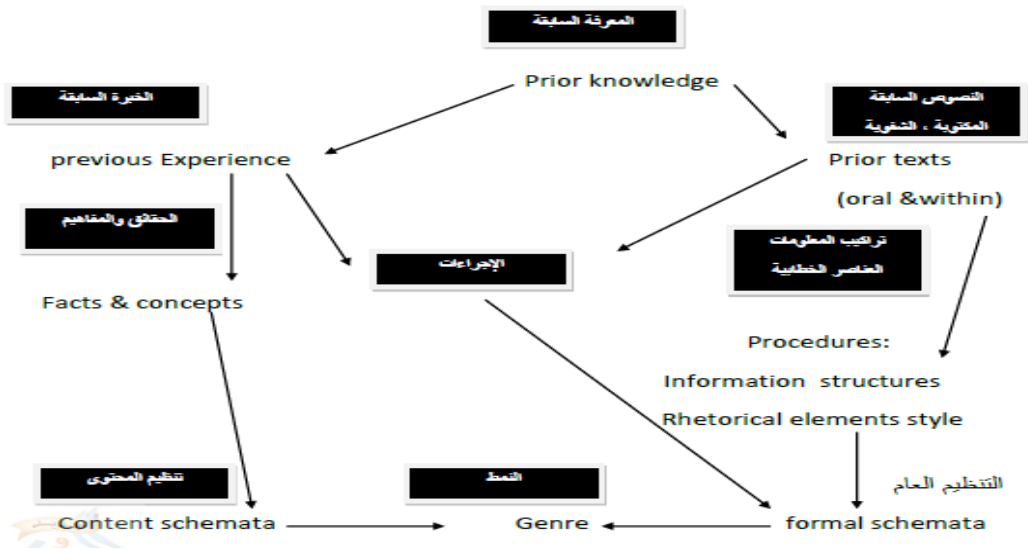 المعرفة السابقة
Prior knowledge
الخبرة السابقة
النصوص السابقة
المكتوبة ، الشفوية
previous Experience
Prior texts
(oral &within)
الحقائق والمفاهيم
تراكيب المعلومات
العناصر الخطابية
الإجراءات
Facts & concepts
Procedures:
Information structures
Rhetorical elements style
تنظيم المحتوى
النمط
التنظيم العام
Content schemata
Genre
formal schemata